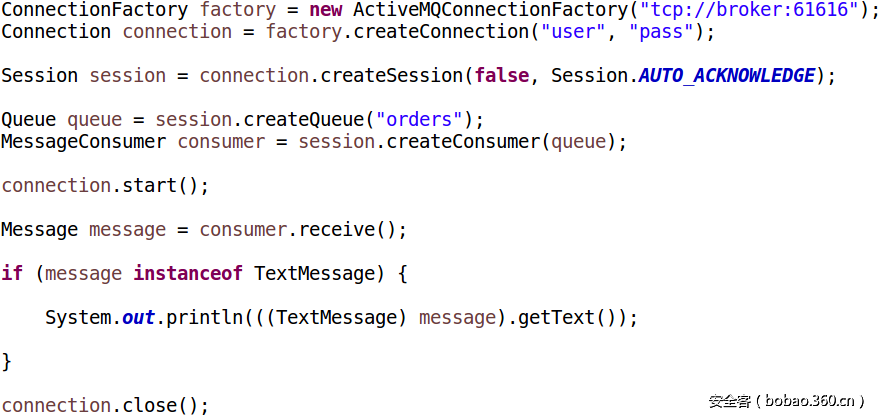 ConnectionFactory factory = new ActiveMQConnectionFactory("tcp://broker:61616");
Connection connection = factory.createConnection("user", "pass");
Session session = connection.createSession(false, Session.AUTO_ACKNOWLEDGE);
Queue queue = session.createQueue("orders");
MessageConsumer consumer = session.createConsumer(queue);
connection.start();
Message message = consumer.receive();
if (message instanceof TextMessage) {
    System.out.println(((TextMessage) message).getText());
}
connection.close();
安全客（bobao.360.cn）